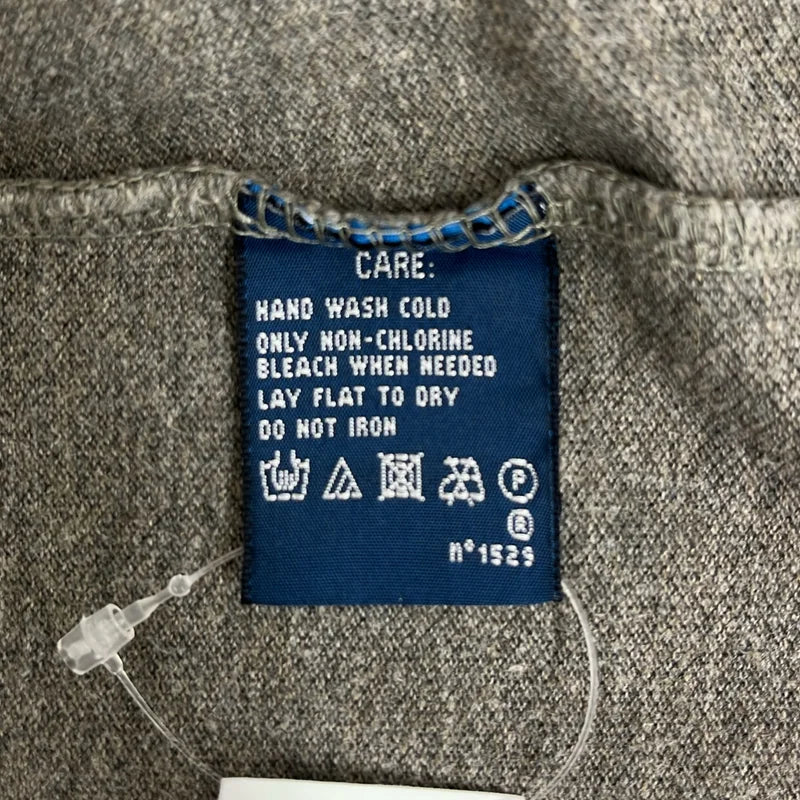 CARE:
HAND WASH COLD
ONLY NON-CHLORINE
BLEACH WHEN NEEDED
LAY FLAT TO DRY
DO NOT IRON
P
®
n°1529